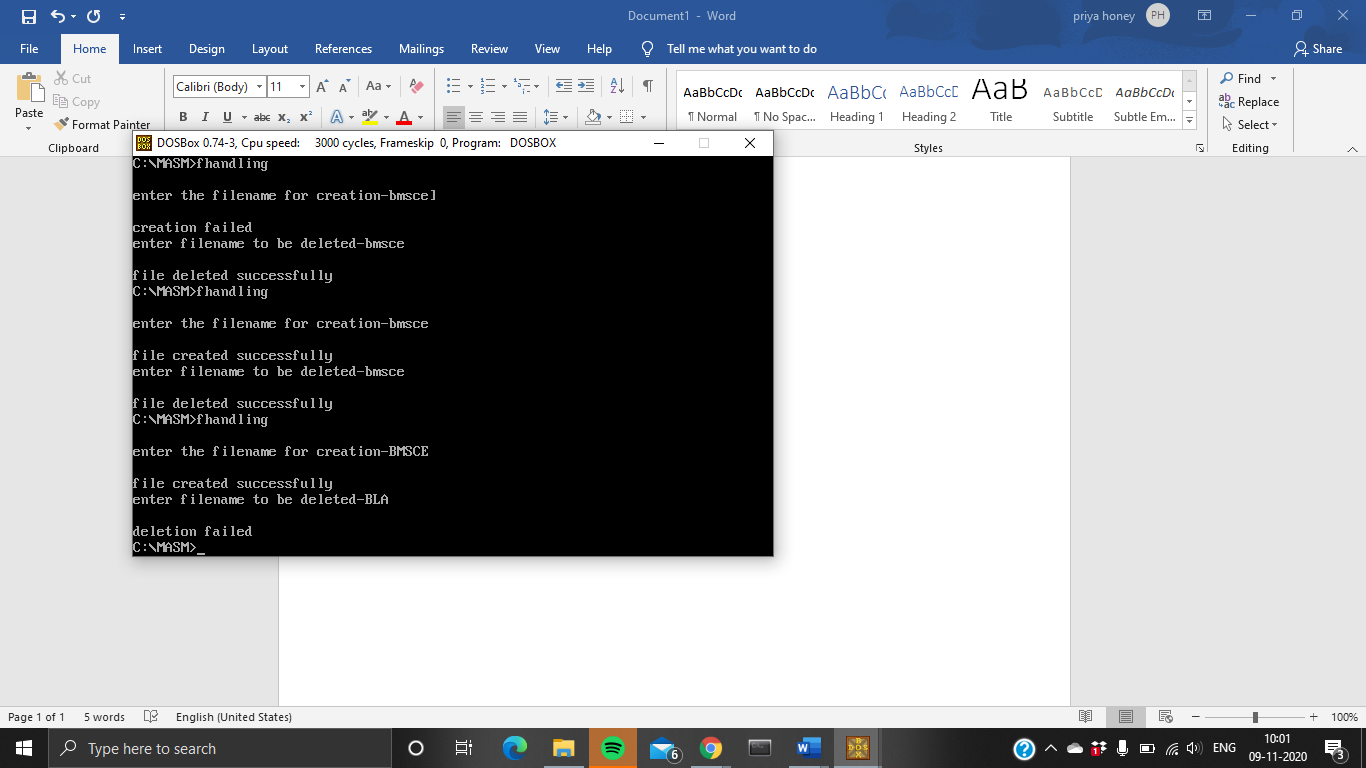 Document1 - Word
priya honey
PH
File
Home
Insert
Design
Layout
References
Mailings
Review
View
Help
Tell me what you want to do
Share
Paste
Cut
Copy
Format Painter
Clipboard
Calibri (Body)
11
AaBbCcDc
¶ Normal
AaBbCcDc
¶ No Spac...
AaBbCc
Heading 1
AaBbCcD
Heading 2
AaB
Title
AaBbCcD
Subtitle
AaBbCcDc
Subtle Em...
Styles
Find
Replace
Select
Editing
DOSBox 0.74-3, Cpu speed: 3000 cycles, Frameskip 0, Program: DOSBOX
C:\MASM>fhandling
enter the filename for creation-bmsce]
creation failed
enter filename to be deleted-bmsce
file deleted successfully
C:\MASM>fhandling
enter the filename for creation-bmsce
file created successfully
enter filename to be deleted-bmsce
file deleted successfully
C:\MASM>fhandling
enter the filename for creation-BMSCE
file created successfully
enter filename to be deleted-BLA
deletion failed
C:\MASM>_
Page 1 of 1
5 words
English (United States)
100%
Type here to search
6
1
ENG
10:01
09-11-2020
3